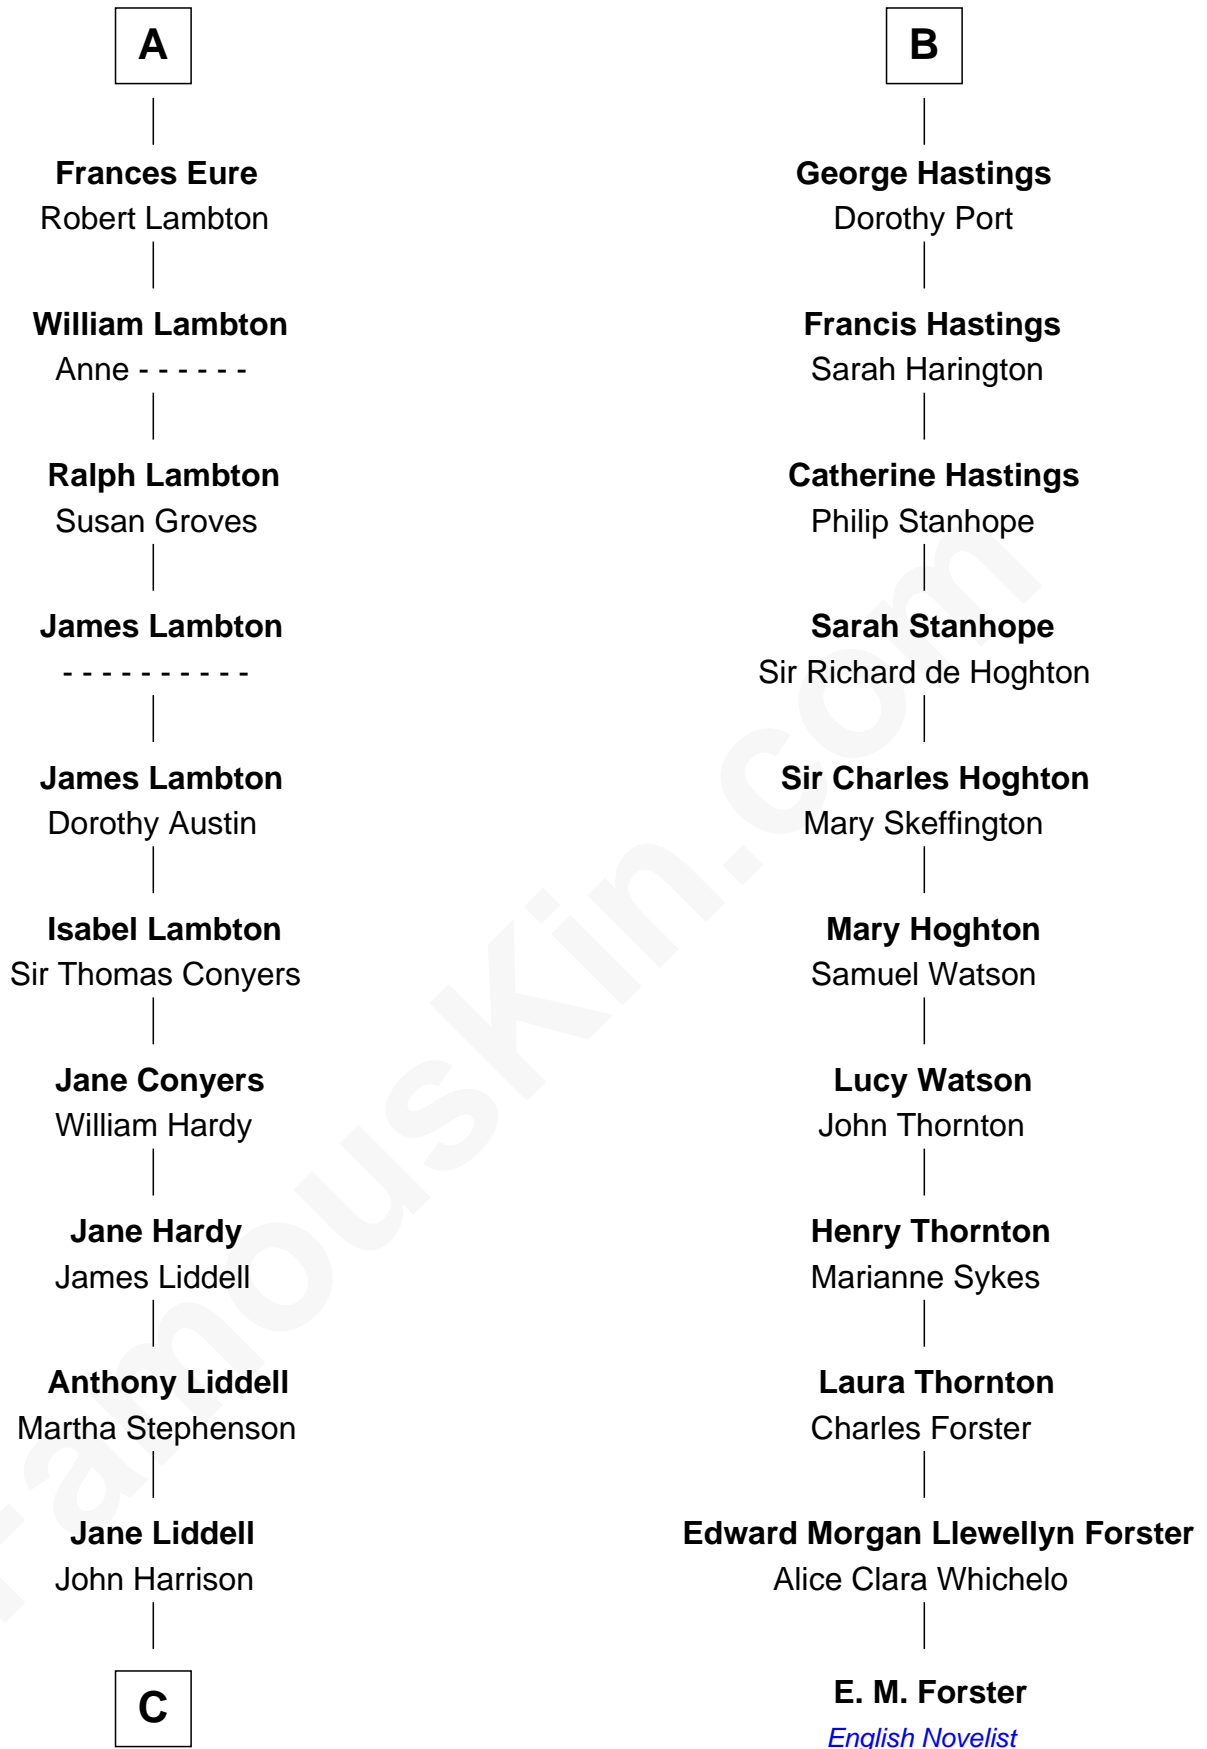 A
Frances Eure
Robert Lambton
William Lambton
Anne - - - - - -
Ralph Lambton
Susan Groves
James Lambton
- - - - - - - - - -
James Lambton
Dorothy Austin
Isabel Lambton
Sir Thomas Conyers
Jane Conyers
William Hardy
Jane Hardy
James Liddell
Anthony Liddell
Martha Stephenson
Jane Liddell
John Harrison
C
B
George Hastings
Dorothy Port
Francis Hastings
Sarah Harington
Catherine Hastings
Philip Stanhope
Sarah Stanhope
Sir Richard de Hoghton
Sir Charles Hoghton
Mary Skeffington
Mary Hoghton
Samuel Watson
Lucy Watson
John Thornton
Henry Thornton
Marianne Sykes
Laura Thornton
Charles Forster
Edward Morgan Llewellyn Forster
Alice Clara Whichelo
E. M. Forster
English Novelist
FamousKin.com